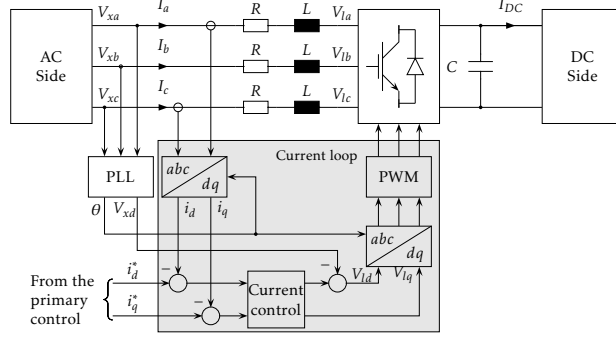 AC
Side
V_xa
I_a
R
L
V_la
V_xb
I_b
V_lb
V_xc
I_c
R
L
V_lc
C
I_DC
DC
Side
Current loop
PLL
abc
dq
PWM
θ
V_xd
i_d
i_q
abc
dq
V_ld
V_lq
From the
primary
control
i_d^*
i_q^*
−
−
−
Current
control